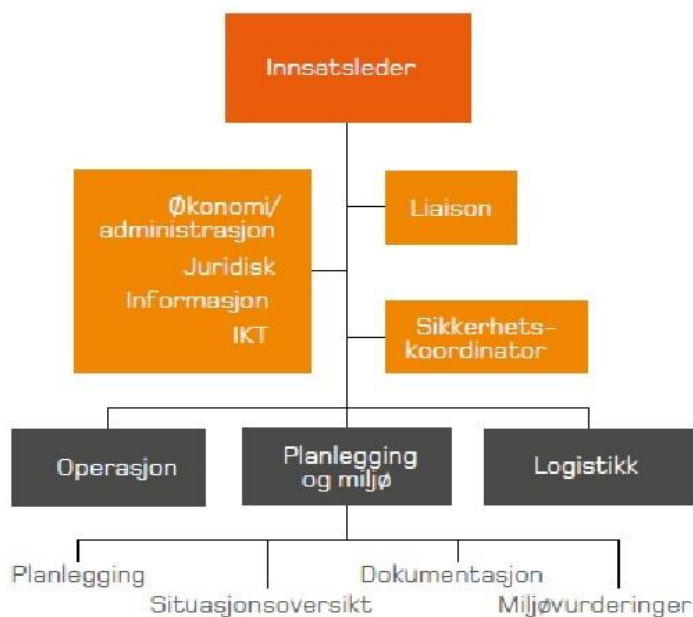 Innsatsleder
Økonomi/
administrasjon
Juridisk
Informasjon
IKT
Liaison
Sikkerhets-
koordinator
Operasjon
Planlegging
og miljø
Logistikk
Planlegging
Situasjonsoversikt
Dokumentasjon
Miljøvurderinger